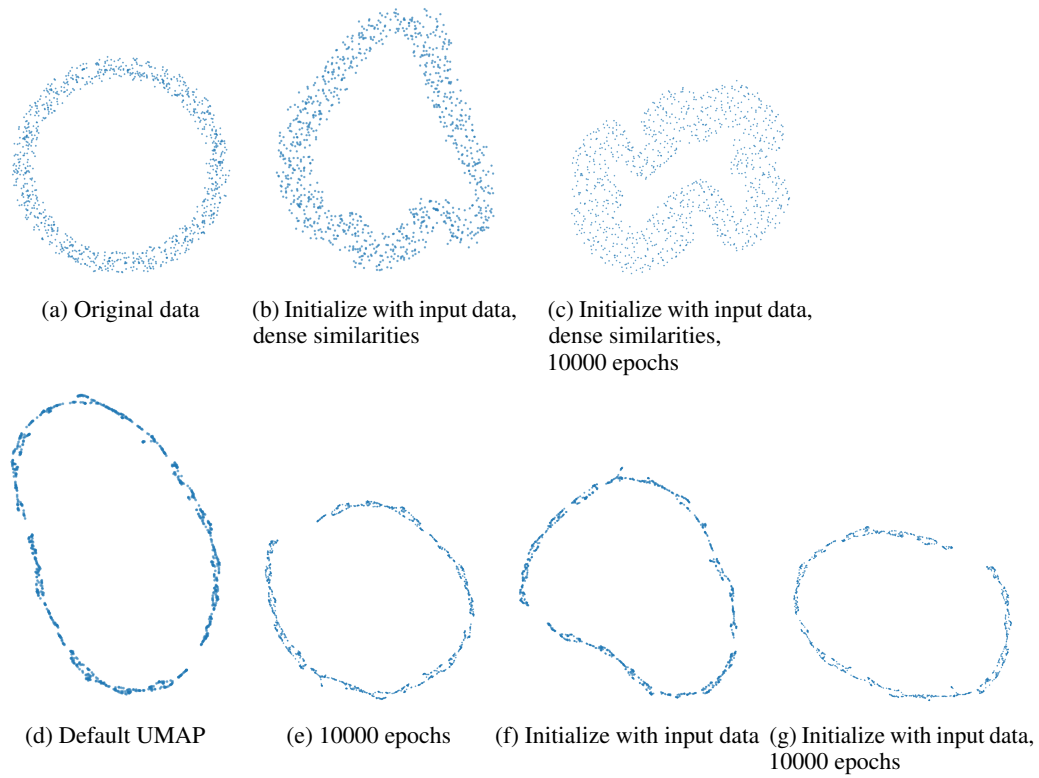 (a) Original data
(b) Initialize with input data,
dense similarities
(c) Initialize with input data,
dense similarities,
10000 epochs
(d) Default UMAP
(e) 10000 epochs
(f) Initialize with input data
(g) Initialize with input data,
10000 epochs